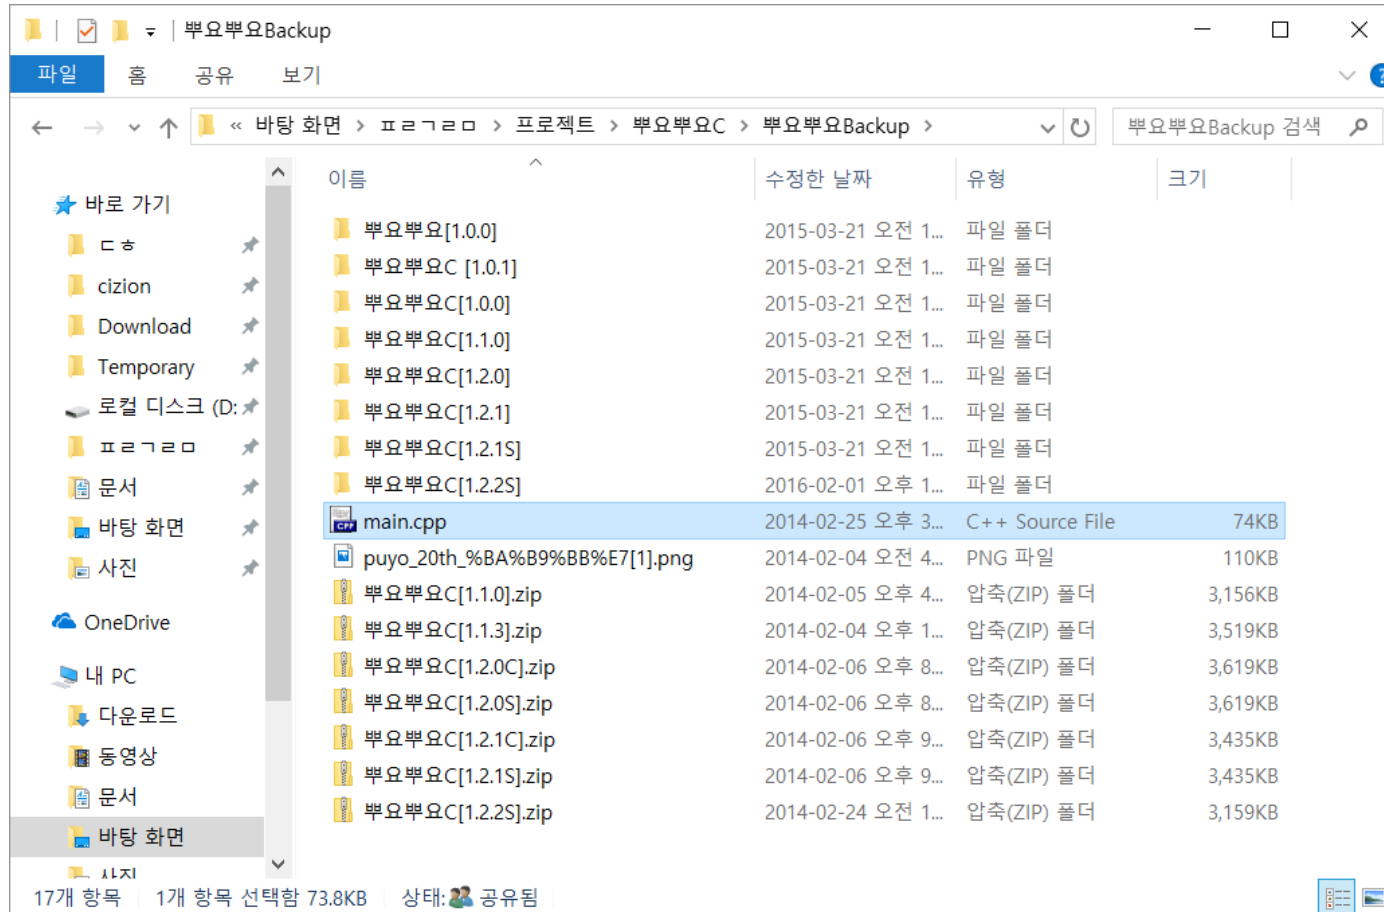 뿌요뿌요Backup
파일 홈 공유 보기
« 바탕 화면 > ㅍㄹㄱㄹㅁ > 프로젝트 > 뿌요뿌요C > 뿌요뿌요Backup >
뿌요뿌요Backup 검색
이름 수정한 날짜 유형 크기
바로 가기
ㄷㅎ
cizion
Download
Temporary
로컬 디스크 (D:
ㅍㄹㄱㄹㅁ
문서
바탕 화면
사진
OneDrive
내 PC
다운로드
동영상
문서
바탕 화면
사진
뿌요뿌요[1.0.0] 2015-03-21 오전 1... 파일 폴더
뿌요뿌요C [1.0.1] 2015-03-21 오전 1... 파일 폴더
뿌요뿌요C[1.0.0] 2015-03-21 오전 1... 파일 폴더
뿌요뿌요C[1.1.0] 2015-03-21 오전 1... 파일 폴더
뿌요뿌요C[1.2.0] 2015-03-21 오전 1... 파일 폴더
뿌요뿌요C[1.2.1] 2015-03-21 오전 1... 파일 폴더
뿌요뿌요C[1.2.1S] 2015-03-21 오전 1... 파일 폴더
뿌요뿌요C[1.2.2S] 2016-02-01 오후 1... 파일 폴더
main.cpp 2014-02-25 오후 3... C++ Source File 74KB
puyo_20th_%BA%B9%BB%E7[1].png 2014-02-04 오전 4... PNG 파일 110KB
뿌요뿌요C[1.1.0].zip 2014-02-05 오후 4... 압축(ZIP) 폴더 3,156KB
뿌요뿌요C[1.1.3].zip 2014-02-04 오후 1... 압축(ZIP) 폴더 3,519KB
뿌요뿌요C[1.2.0C].zip 2014-02-06 오후 8... 압축(ZIP) 폴더 3,619KB
뿌요뿌요C[1.2.0S].zip 2014-02-06 오후 8... 압축(ZIP) 폴더 3,619KB
뿌요뿌요C[1.2.1C].zip 2014-02-06 오후 9... 압축(ZIP) 폴더 3,435KB
뿌요뿌요C[1.2.1S].zip 2014-02-06 오후 9... 압축(ZIP) 폴더 3,435KB
뿌요뿌요C[1.2.2S].zip 2014-02-24 오전 1... 압축(ZIP) 폴더 3,159KB
17개 항목 1개 항목 선택함 73.8KB 상태: 공유됨